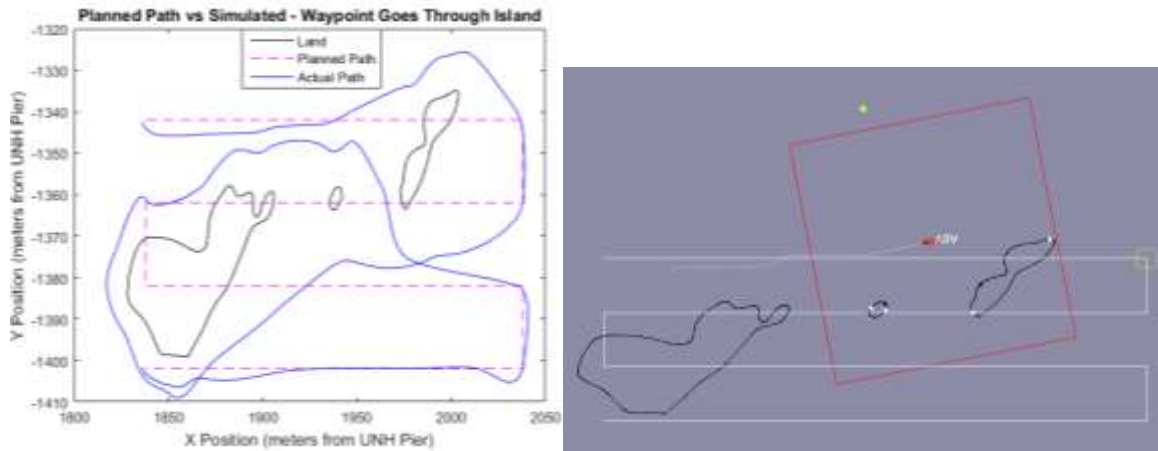 Planned Path vs Simulated - Waypoint Goes Through Island
Land
Planned Path
Actual Path
-1320
-1330
-1340
-1350
-1360
-1370
-1380
-1390
-1400
-1410
Y Position (meters from UNH Pier)
1800
1850
1900
1950
2000
2050
X Position (meters from UNH Pier)